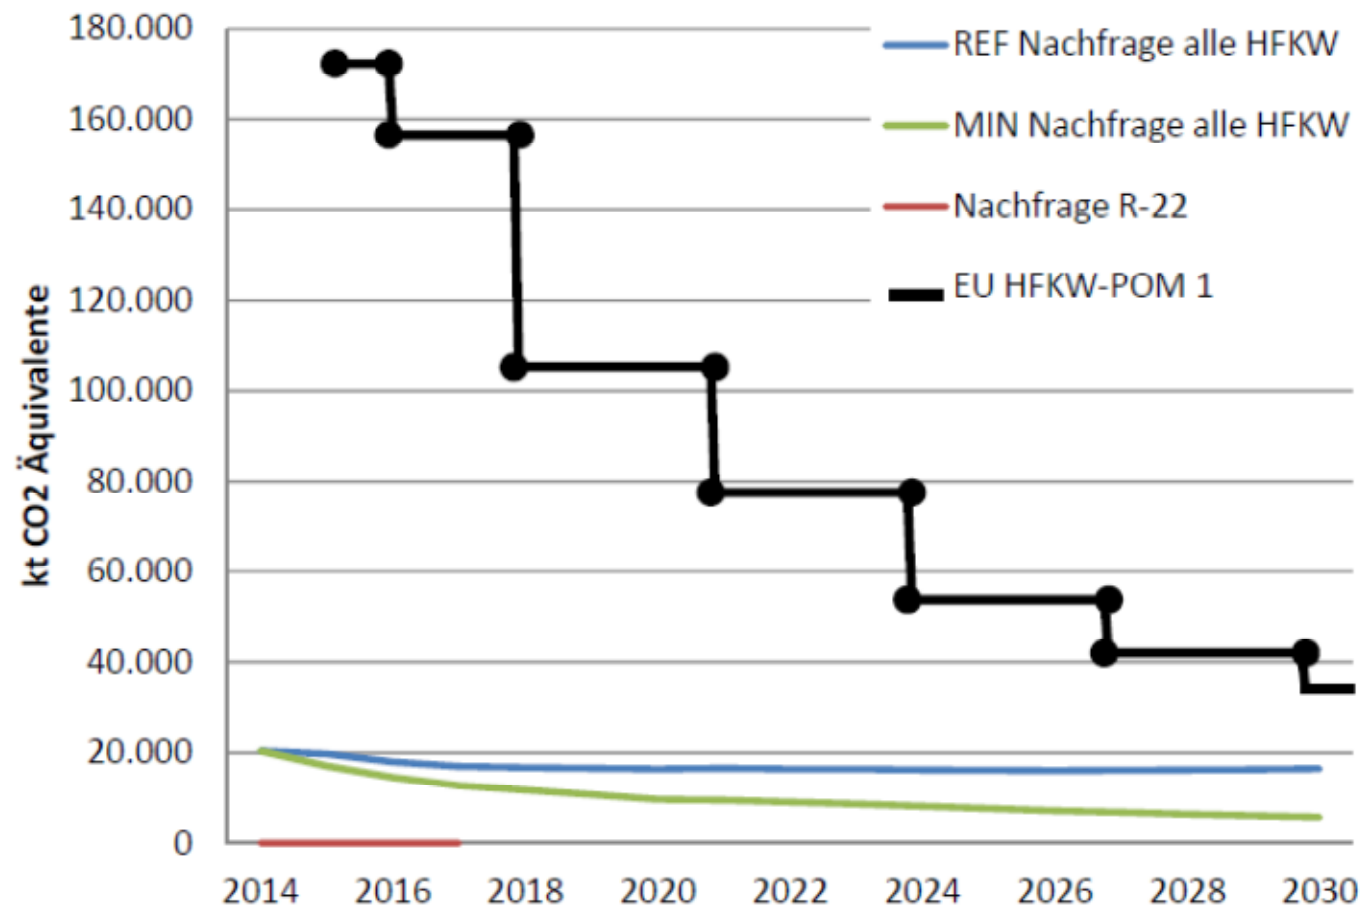 180.000
160.000
140.000
120.000
100.000
80.000
60.000
40.000
20.000
0
kt CO2 Äquivalente
2014 2016 2018 2020 2022 2024 2026 2028 2030
REF Nachfrage alle HFKW
MIN Nachfrage alle HFKW
Nachfrage R-22
EU HFKW-POM 1